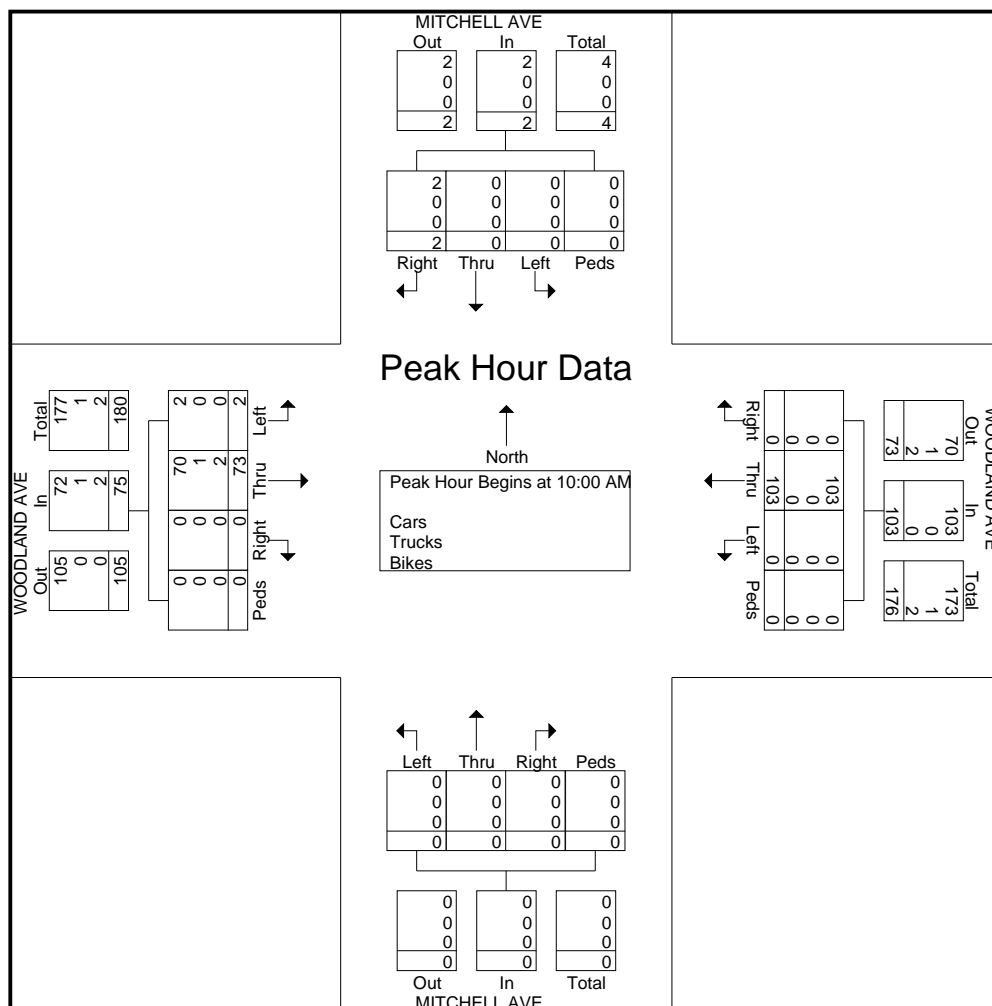 MITCHELL AVE
Out In Total
2 2 4
0 0 0
0 0 0
2 2 4
2 0 0 0
0 0 0 0
0 0 0 0
2 0 0 0
Right Thru Left Peds
Peak Hour Data
North
Peak Hour Begins at 10:00 AM
Cars
Trucks
Bikes
WOODLAND AVE
Total In Out
177 72 105
1 1 0
2 2 0
180 75 105
2 70 0 0
0 1 0 0
0 2 0 0
2 73 0 0
Left Thru Right Peds
WOODLAND AVE
Out In Total
70 103 173
1 0 1
2 0 2
73 103 176
0 103 0 0
0 0 0 0
0 0 0 0
0 103 0 0
Right Thru Left Peds
Left Thru Right Peds
0 0 0 0
0 0 0 0
0 0 0 0
0 0 0 0
0 0 0
0 0 0
0 0 0
0 0 0
Out In Total
MITCHELL AVE